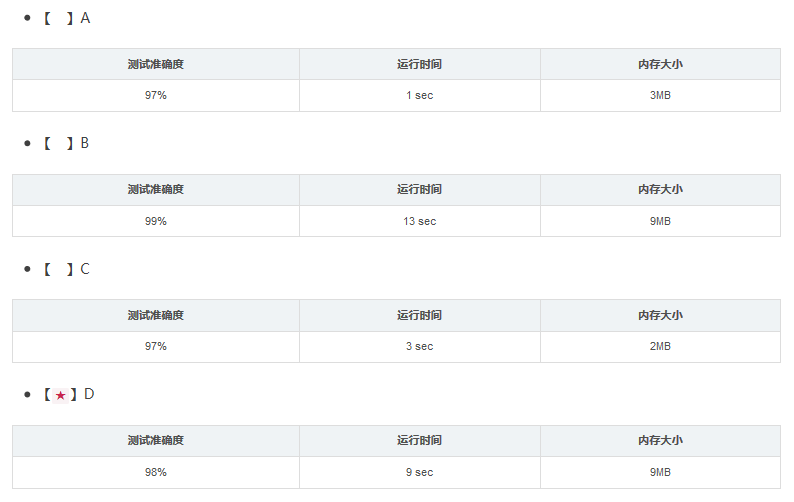 • 【 】A
测试准确度 运行时间 内存大小
97% 1 sec 3MB
• 【 】B
测试准确度 运行时间 内存大小
99% 13 sec 9MB
• 【 】C
测试准确度 运行时间 内存大小
97% 3 sec 2MB
• 【★】D
测试准确度 运行时间 内存大小
98% 9 sec 9MB